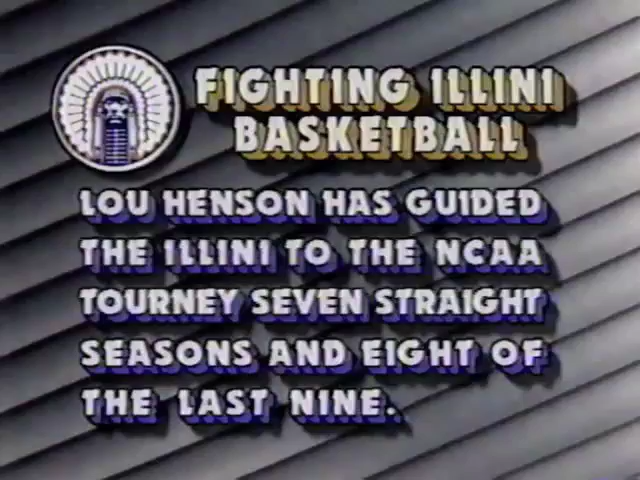 FIGHTING ILLINI
BASKETBALL
LOU HENSON HAS GUIDED
THE ILLINI TO THE NCAA
TOURNEY SEVEN STRAIGHT
SEASONS AND EIGHT OF
THE LAST NINE.